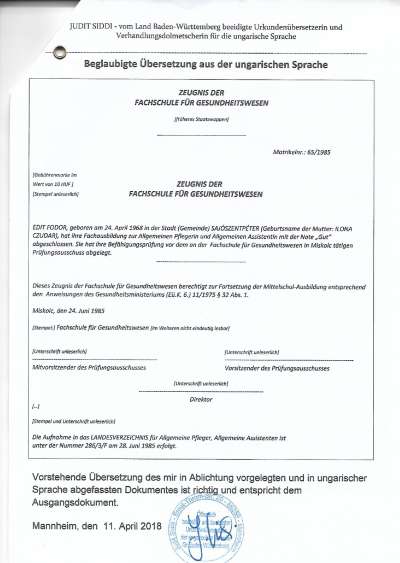 JUDIT SIDDI - vom Land Baden-Württemberg beeidigte Urkundenübersetzerin und
Verhandlungsdolmetscherin für die ungarische Sprache
Beglaubigte Übersetzung aus der ungarischen Sprache
ZEUGNIS DER
FACHSCHULE FÜR GESUNDHEITSWESEN
[früheres Staatswappen]
Matrikelnr.: 65/1985
[Gebührenmarke im
Wert von 10 HUF]
[Stempel unleserlich]
ZEUGNIS DER
FACHSCHULE FÜR GESUNDHEITSWESEN
EDIT FODOR, geboren am 24. April 1968 in der Stadt (Gemeinde) SAJÓSZENTPÉTER (Geburtsname der Mutter: ILONA
CZUDAR), hat ihre Fachausbildung zur Allgemeinen Pflegerin und Allgemeinen Assistentin mit der Note „Gut"
abgeschlossen. Sie hat ihre Befähigungsprüfung vor dem an der Fachschule für Gesundheitswesen in Miskolc tätigen
Prüfungsausschuss abgelegt.
Dieses Zeugnis der Fachschule für Gesundheitswesen berechtigt zur Fortsetzung der Mittelschul-Ausbildung entsprechend
den Anweisungen des Gesundheitsministeriums (Eü.K. 6.) 11/1975 § 32 Abs. 1.
Miskolc, den 24. Juni 1985
[Stempel:] Fachschule für Gesundheitswesen [im Weiteren nicht eindeutig lesbar]
[Unterschrift unleserlich] [Unterschrift unleserlich]
Mitvorsitzender des Prüfungsausschusses Vorsitzender des Prüfungsausschusses
[Unterschrift unleserlich]
Direktor
[--]
[Stempel und Unterschrift unleserlich]
Die Aufnahme in das LANDESVERZEICHNIS für Allgemeine Pfleger, Allgemeine Assistenten ist
unter der Nummer 286/3/F am 28. Juni 1985 erfolgt.
Vorstehende Übersetzung des mir in Ablichtung vorgelegten und in ungarischer
Sprache abgefassten Dokumentes ist richtig und entspricht dem
Ausgangsdokument.
Mannheim, den 11. April 2018